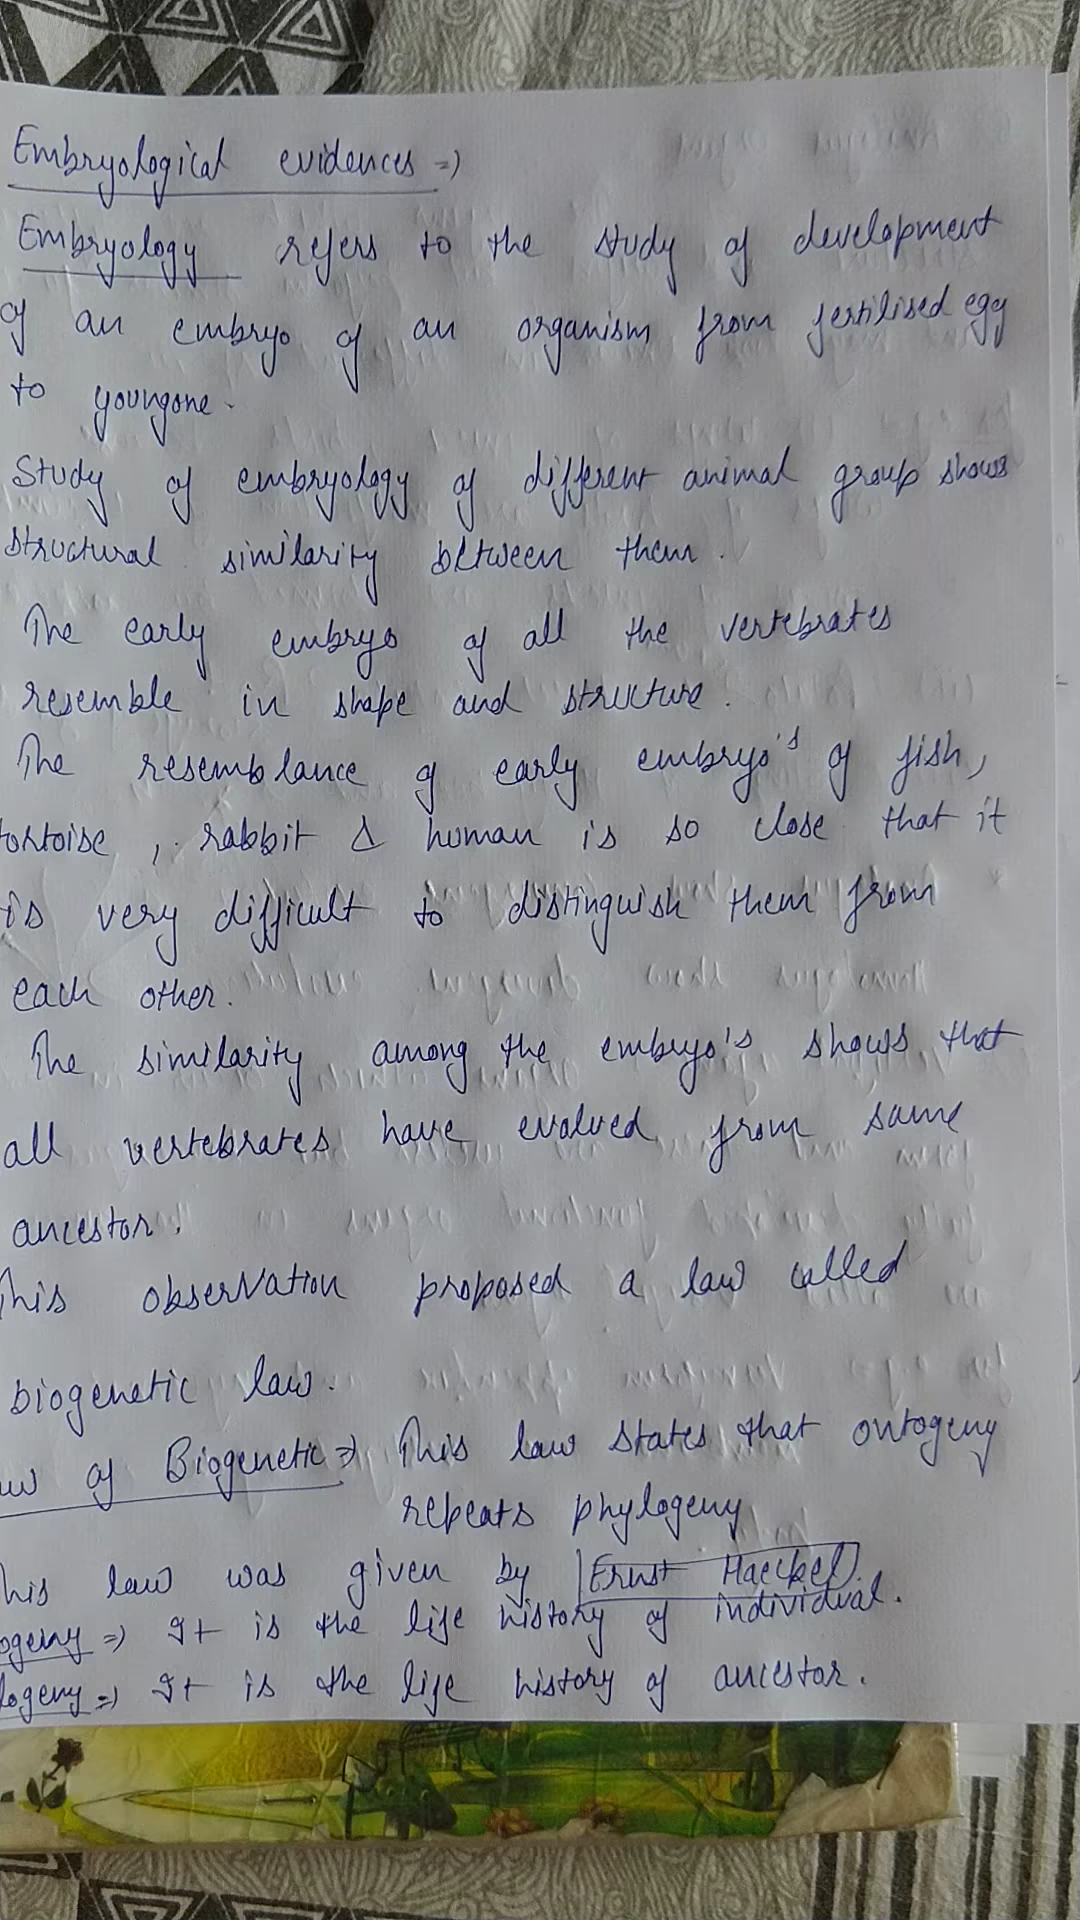 Embryological evidences =>
Embryology refers to the study of development
of an embryo of an organism from fertilised egg
to youngone.
Study of embryology of different animal group shows
structural similarity between them.
The early embryo of all the vertebrates
resemble in shape and structure.
The resemblance of early embryo's of fish,
tortoise, rabbit & human is so close that it
is very difficult to distinguish them from
each other.
The similarity among the embryo's shows that
all vertebrates have evolved from same
ancestor.
This observation proposed a law called
biogenetic law.
aw of Biogenetic => This law states that ontogeny
repeats phylogeny
his law was given by Ernst Haeckel.
ogeny => It is the life history of individual.
logeny => It is the life history of ancestor.